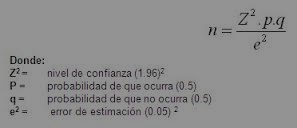 n = Z².p.q / e²
Donde:
Z² = nivel de confianza (1.96)²
P = probabilidad de que ocurra (0.5)
q = probabilidad de que no ocurra (0.5)
e² = error de estimación (0.05) ²